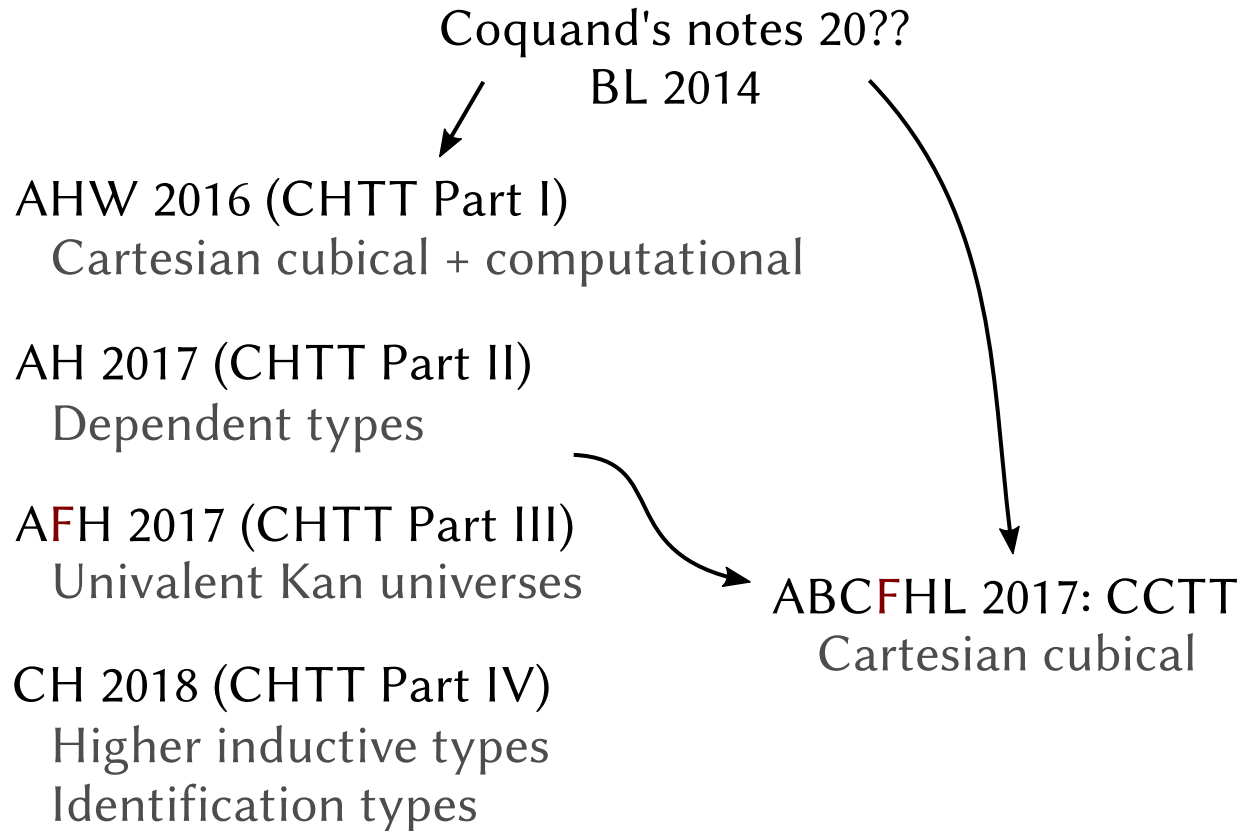 Coquand's notes 20??
BL 2014
AHW 2016 (CHTT Part I)
Cartesian cubical + computational
AH 2017 (CHTT Part II)
Dependent types
AFH 2017 (CHTT Part III)
Univalent Kan universes
ABCFHL 2017: CCTT
Cartesian cubical
CH 2018 (CHTT Part IV)
Higher inductive types
Identification types